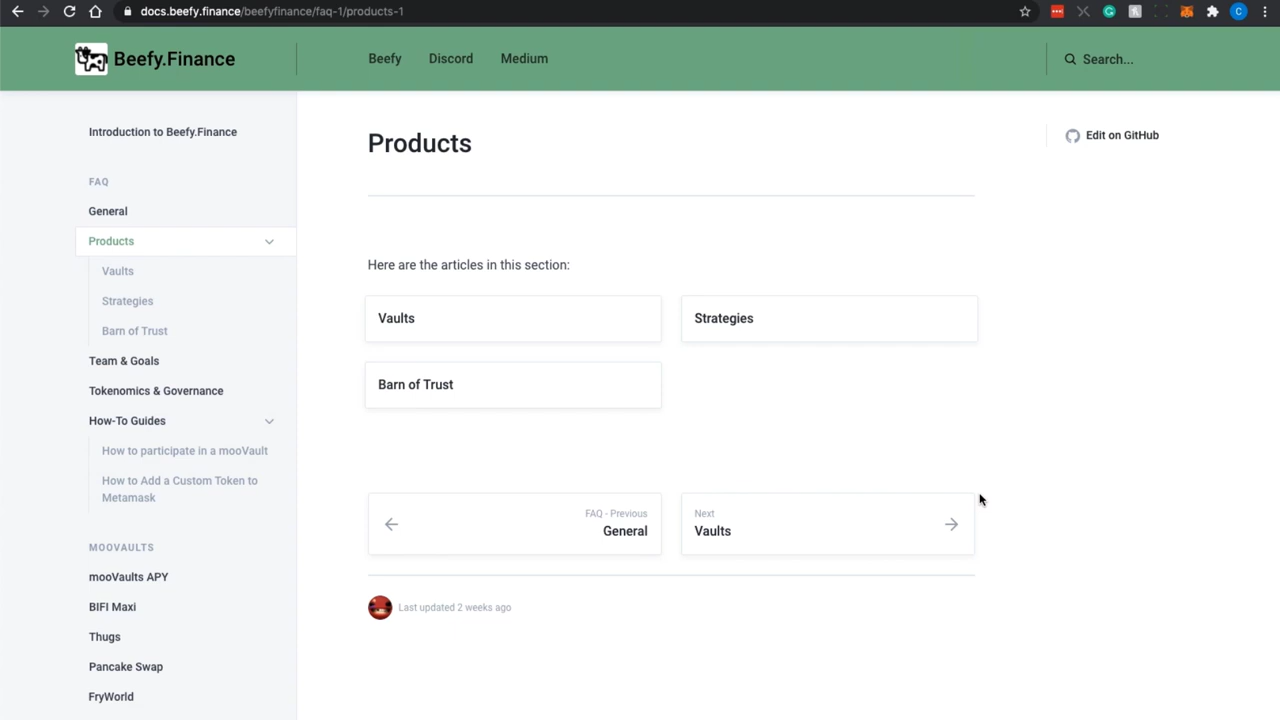 docs.beefy.finance/beefyfinance/faq-1/products-1
C
Beefy.Finance
Beefy
Discord
Medium
Search...
Introduction to Beefy.Finance
FAQ
General
Products
Vaults
Strategies
Barn of Trust
Team & Goals
Tokenomics & Governance
How-To Guides
How to participate in a mooVault
How to Add a Custom Token to
Metamask
MOOVAULTS
mooVaults APY
BIFI Maxi
Thugs
Pancake Swap
FryWorld
Products
Edit on GitHub
Here are the articles in this section:
Vaults
Strategies
Barn of Trust
FAQ - Previous
General
Next
Vaults
Last updated 2 weeks ago